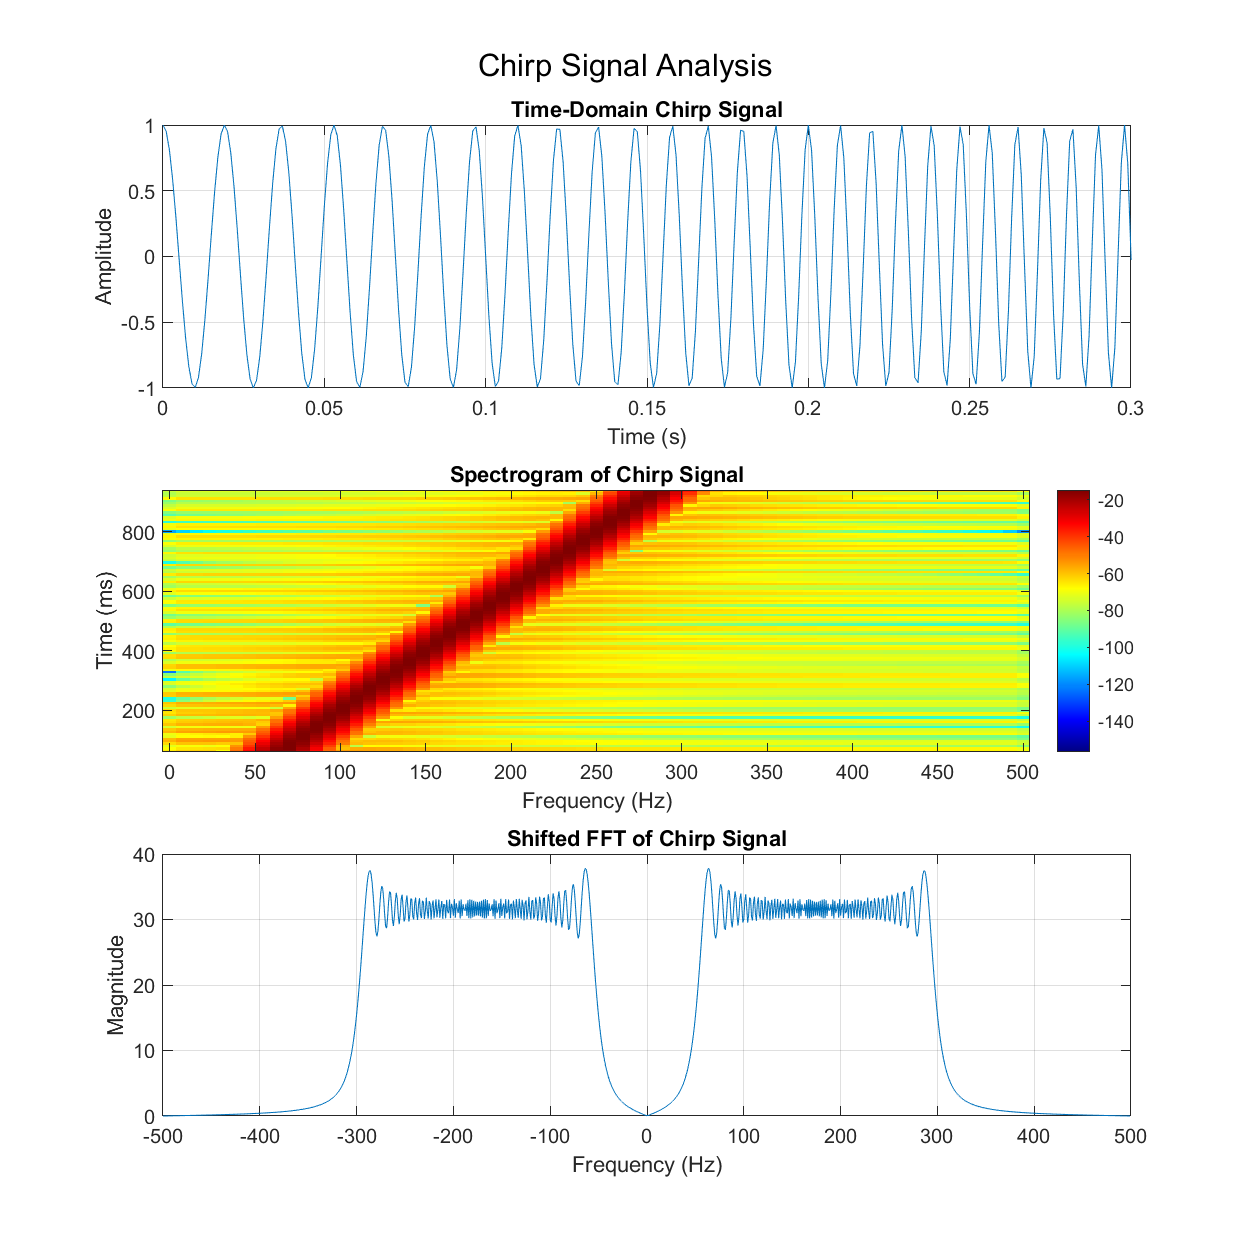 Chirp Signal Analysis
Time-Domain Chirp Signal
1
0.5
0
-0.5
-1
Amplitude
0 0.05 0.1 0.15 0.2 0.25 0.3
Time (s)
Spectrogram of Chirp Signal
800
600
400
200
Time (ms)
0 50 100 150 200 250 300 350 400 450 500
Frequency (Hz)
-20
-40
-60
-80
-100
-120
-140
Shifted FFT of Chirp Signal
40
30
20
10
0
Magnitude
-500 -400 -300 -200 -100 0 100 200 300 400 500
Frequency (Hz)